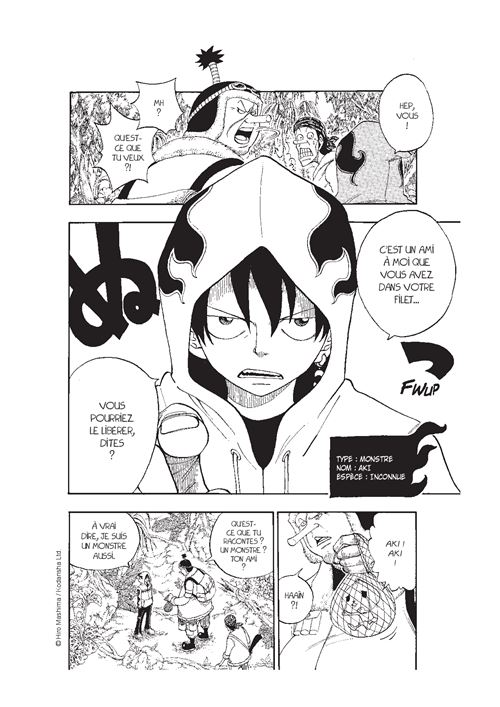 HEP,
VOUS
!
MH
?
QU'EST-
CE QUE
TU VEUX
?!
C'EST UN AMI
À MOI QUE
VOUS AVEZ
DANS VOTRE
FILET...
ぬ
FWUP
VOUS
POURRIEZ
LE LIBÉRER,
DITES
?
TYPE : MONSTRE
NOM : AKI
ESPÈCE : INCONNUE
À VRAI
DIRE, JE SUIS
UN MONSTRE
AUSSI.
QU'EST-
CE QUE TU
RACONTES ?
UN MONSTRE ?
TON AMI
?
AKI !
AKI
!
HAAÏN
?!
© Hiro Mashima / Kodansha Ltd.